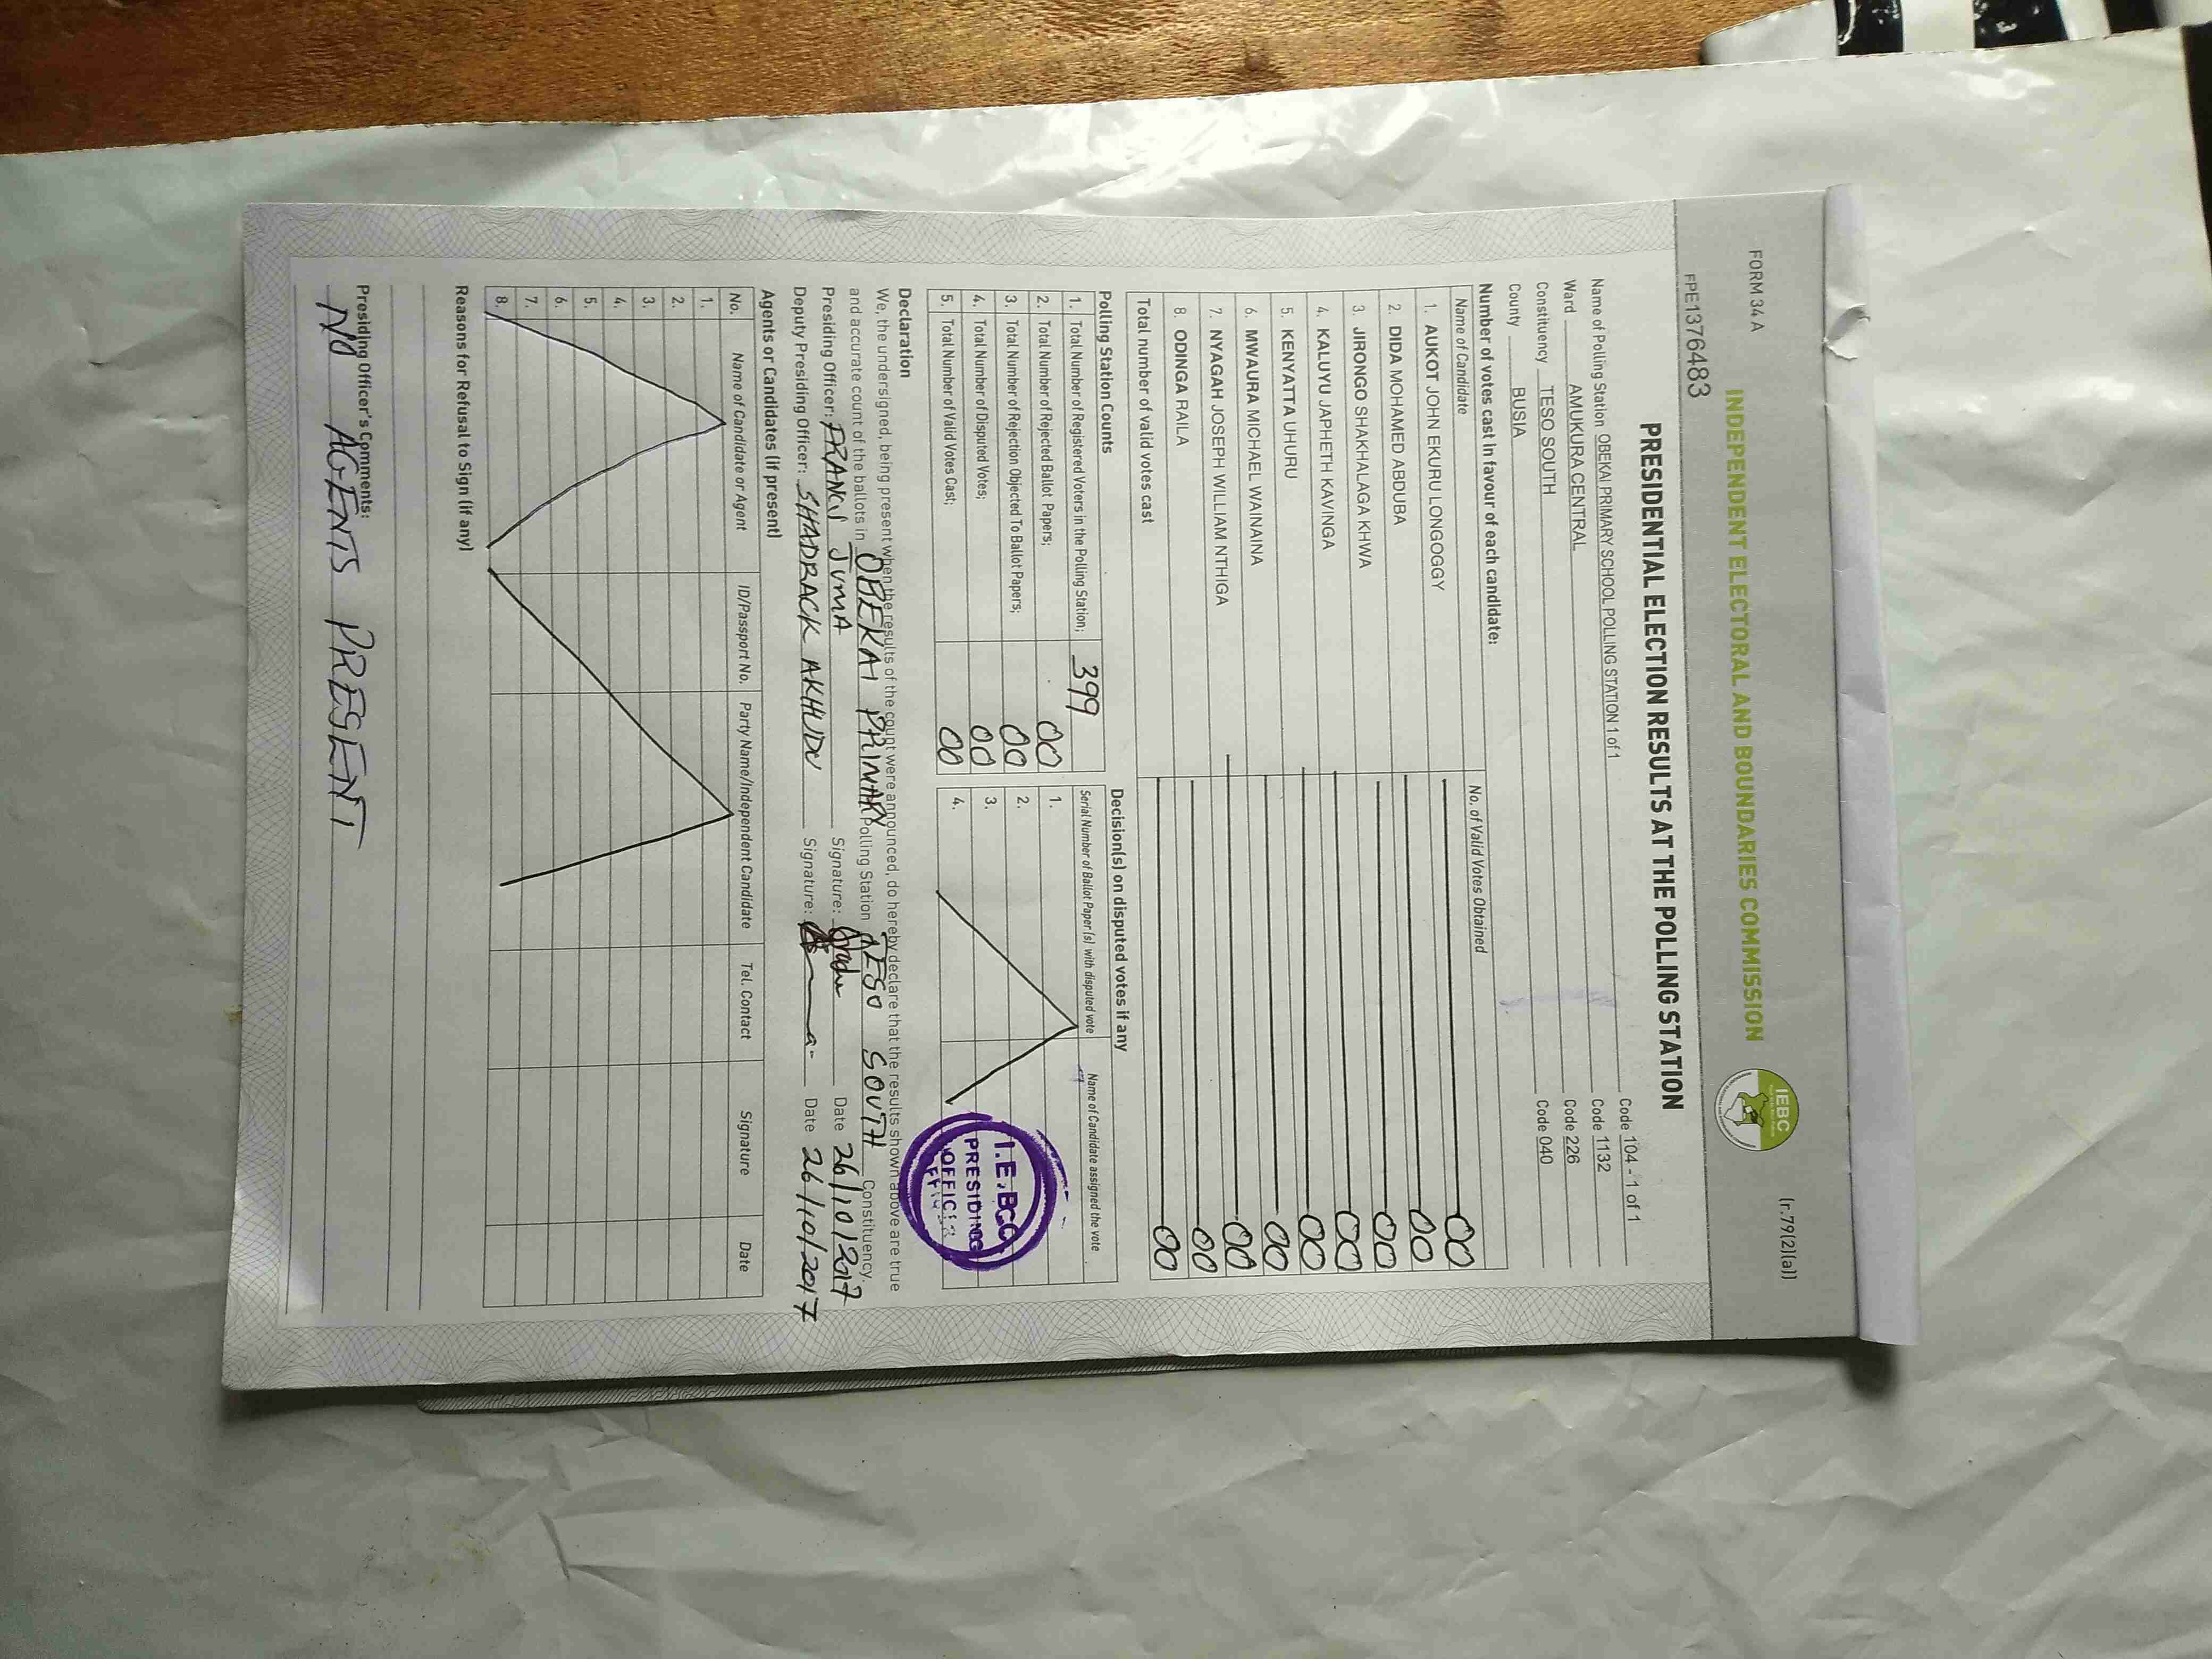 FORM 34 A
(r.79(2)(a))
INDEPENDENT ELECTORAL AND BOUNDARIES COMMISSION
IEBC
FPE1376483
PRESIDENTIAL ELECTION RESULTS AT THE POLLING STATION
Name of Polling Station OBEKAI PRIMARY SCHOOL POLLING STATION 1 of 1 Code 104 - 1 of 1
Ward AMUKURA CENTRAL Code 1132
Constituency TESO SOUTH Code 226
County BUSIA Code 040
Number of votes cast in favour of each candidate:
Name of Candidate No. of Valid Votes Obtained
1. AUKOT JOHN EKURU LONGOGGY 00
2. DIDA MOHAMED ABDUBA 00
3. JIRONGO SHAKHALAGA KHWA 00
4. KALUYU JAPHETH KAVINGA 00
5. KENYATTA UHURU 00
6. MWAURA MICHAEL WAINAINA 00
7. NYAGAH JOSEPH WILLIAM NTHIGA 00
8. ODINGA RAILA 00
Total number of valid votes cast 00
Polling Station Counts
1. Total Number of Registered Voters in the Polling Station; 399
2. Total Number of Rejected Ballot Papers; 00
3. Total Number of Rejection Objected To Ballot Papers; 00
4. Total Number of Disputed Votes; 00
5. Total Number of Valid Votes Cast; 00
Decision(s) on disputed votes if any
Serial Number of Ballot Paper(s) with disputed vote Name of Candidate assigned the vote
1.
2.
3.
4.
I.E.BC
PRESIDING
OFFICER
Declaration
We, the undersigned, being present when the results of the count were announced, do hereby declare that the results shown above are true
and accurate count of the ballots in OBEKAI PRIMARY Polling Station TESO SOUTH Constituency.
Presiding Officer: FRANCIS JUMA Signature: Date 26/10/2017
Deputy Presiding Officer: SHADRACK AKHUDU Signature: Date 26/10/2017
Agents or Candidates (if present)
No. Name of Candidate or Agent ID/Passport No. Party Name/Independent Candidate Tel. Contact Signature Date
1.
2.
3.
4.
5.
6.
7.
8.
Reasons for Refusal to Sign (if any)
Presiding Officer's Comments:
NO AGENTS PRESENT